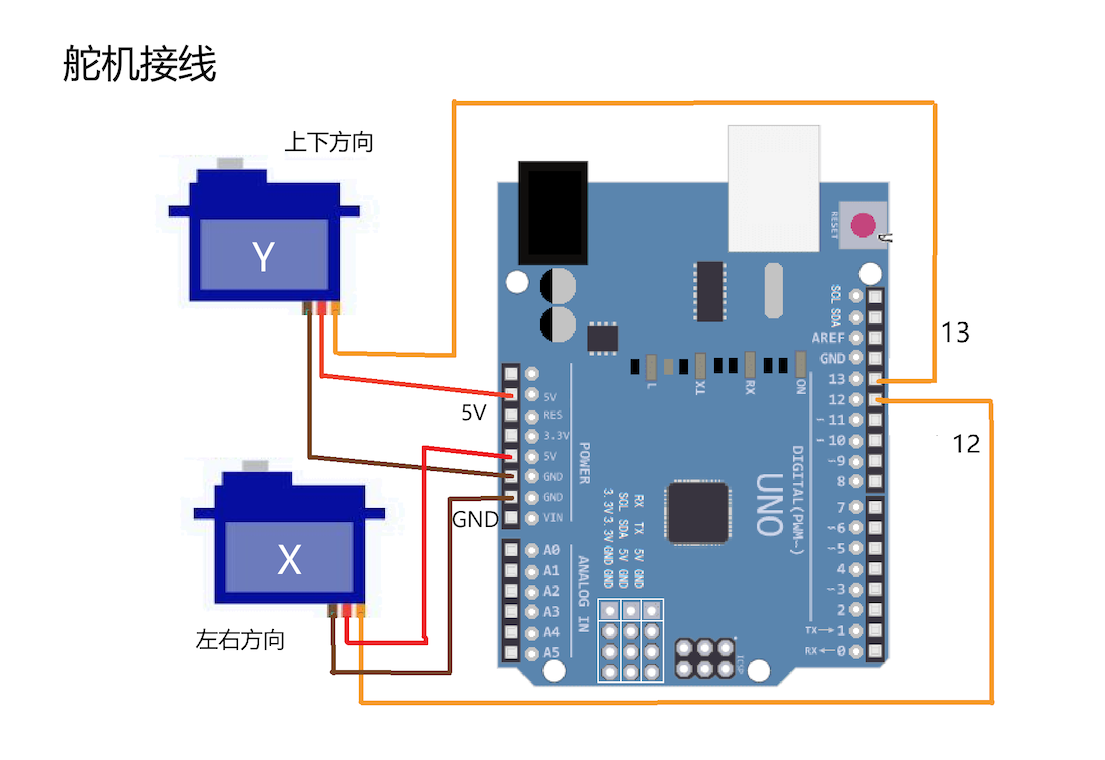 舵机接线
上下方向
Y
RESET
SCL
SDA
AREF
GND
13
12
~11
~10
~9
8
7
~6
~5
4
~3
2
TX→1
RX←0
13
12
L
TX
RX
ON
5V
RES
3.3V
5V
GND
GND
VIN
POWER
5V
GND
DIGITAL(PWM~)
UNO
X
左右方向
A0
A1
A2
A3
A4
A5
ANALOG IN
RX TX 5V GND
SCL SDA 5V GND
3.3V 3.3V GND GND
ICSP